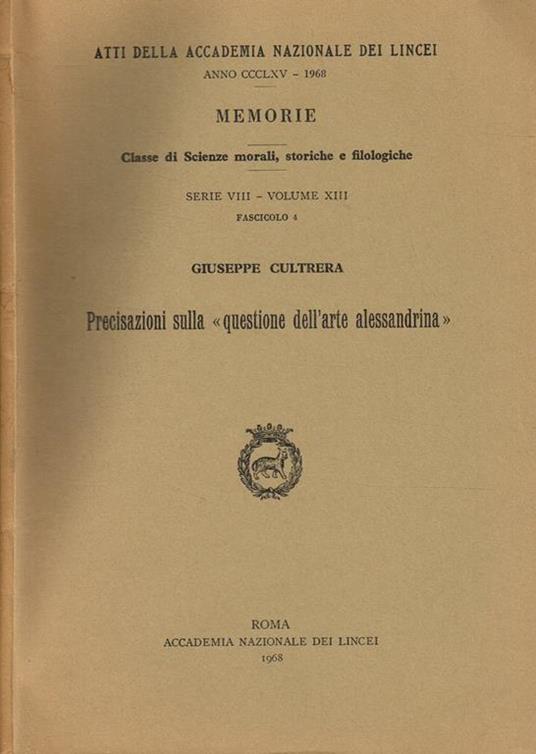 ATTI DELLA ACCADEMIA NAZIONALE DEI LINCEI
ANNO CCCLXV – 1968
MEMORIE
Classe di Scienze morali, storiche e filologiche
SERIE VIII – VOLUME XIII
FASCICOLO 4
GIUSEPPE CULTRERA
Precisazioni sulla « questione dell'arte alessandrina »
ROMA
ACCADEMIA NAZIONALE DEI LINCEI
1968